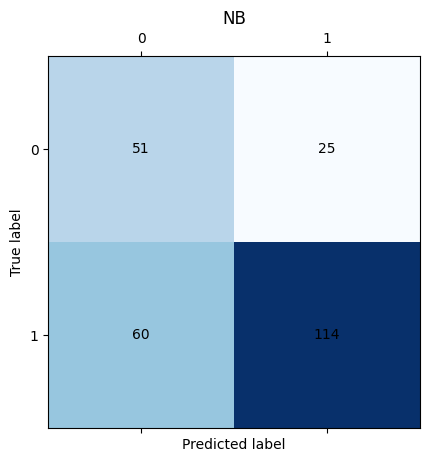 NB
0 1
0 51 25
True label
1 60 114
Predicted label